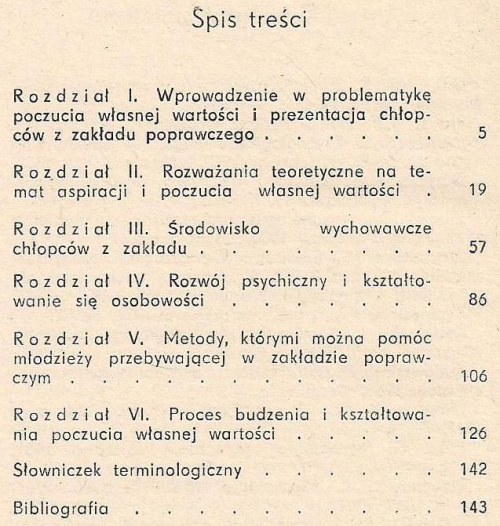 Spis treści
Rozdział I. Wprowadzenie w problematykę
poczucia własnej wartości i prezentacja chłop-
ców z zakładu poprawczego . . . . . . 5
Rozdział II. Rozważania teoretyczne na te-
mat aspiracji i poczucia własnej wartości . 19
Rozdział III. Środowisko wychowawcze
chłopców z zakładu . . . . . . . . 57
Rozdział IV. Rozwój psychiczny i kształto-
wanie się osobowości . . . . . . . 86
Rozdział V. Metody, którymi można pomóc
młodzieży przebywającej w zakładzie popraw-
czym . . . . . . . . . . . 106
Rozdział VI. Proces budzenia i kształtowa-
nia poczucia własnej wartości . . . . . 126
Słowniczek terminologiczny . . . . . . 142
Bibliografia . . . . . . . . . 143